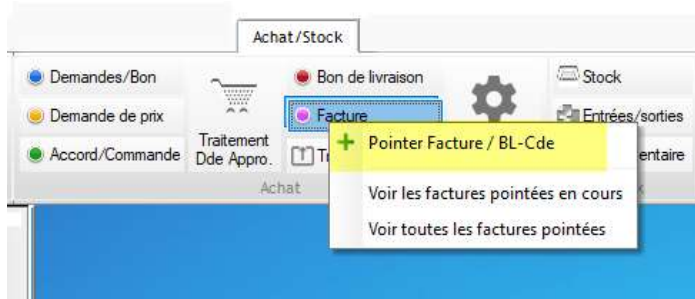 Achat/Stock
Demandes/Bon
Bon de livraison
Stock
Demande de prix
Facture
Entrées/sorties
Accord/Commande
Traitement
Dde Appro.
Pointer Facture / BL-Cde
Achat
Voir les factures pointées en cours
Voir toutes les factures pointées